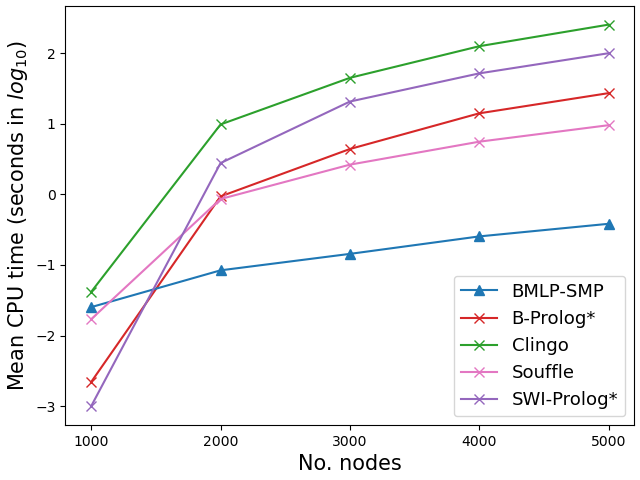 Mean CPU time (seconds in log₁₀)
2
1
0
−1
−2
−3
1000 2000 3000 4000 5000
No. nodes
BMLP-SMP
B-Prolog*
Clingo
Souffle
SWI-Prolog*